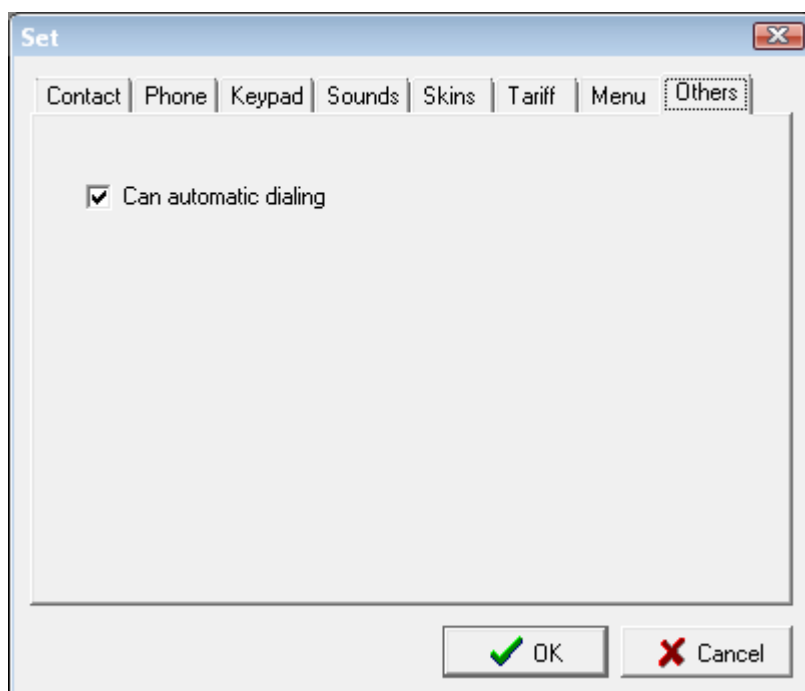 Set
Contact Phone Keypad Sounds Skins Tariff Menu Others
Can automatic dialing
OK Cancel